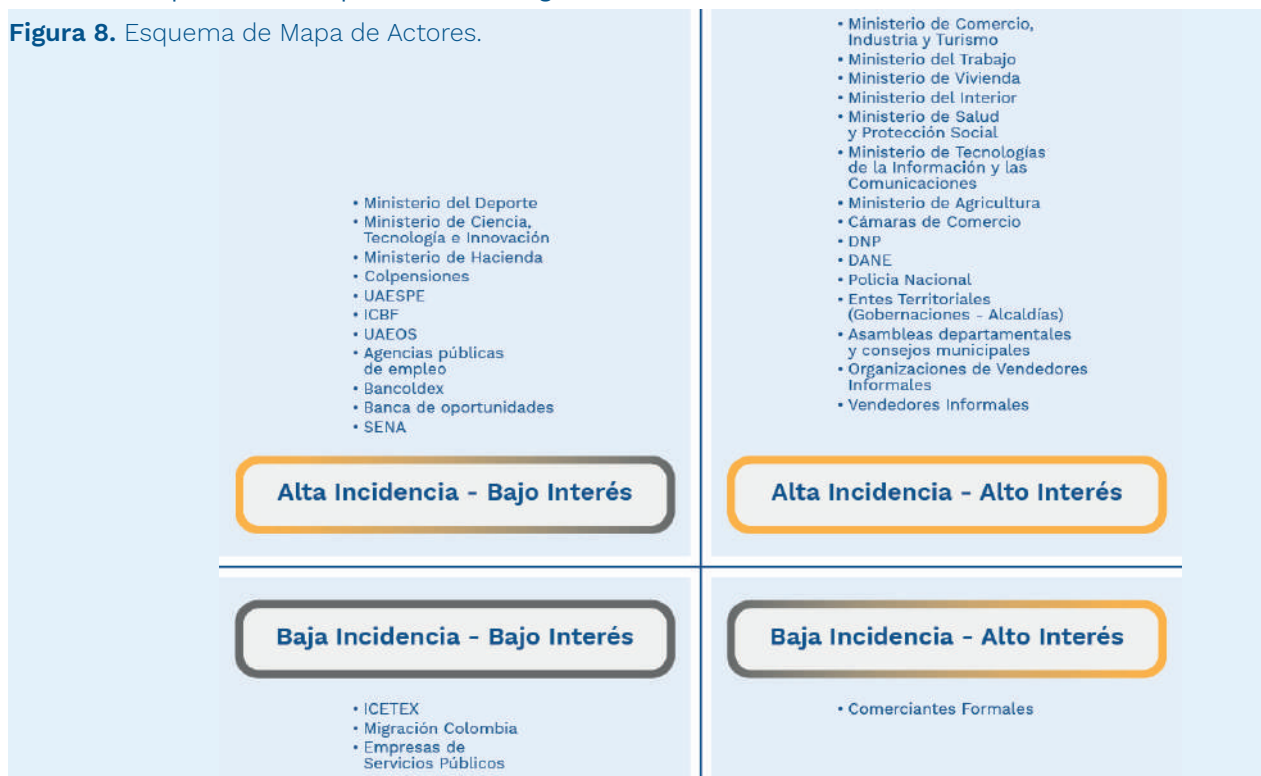 Figura 8. Esquema de Mapa de Actores.
• Ministerio del Deporte
• Ministerio de Ciencia,
Tecnología e Innovación
• Ministerio de Hacienda
• Colpensiones
• UAESPE
• ICBF
• UAEOS
• Agencias públicas
de empleo
• Bancoldex
• Banca de oportunidades
• SENA
Alta Incidencia - Bajo Interés
• Ministerio de Comercio,
Industria y Turismo
• Ministerio del Trabajo
• Ministerio de Vivienda
• Ministerio del Interior
• Ministerio de Salud
y Protección Social
• Ministerio de Tecnologías
de la Información y las
Comunicaciones
• Ministerio de Agricultura
• Cámaras de Comercio
• DNP
• DANE
• Policia Nacional
• Entes Territoriales
(Gobernaciones - Alcaldías)
• Asambleas departamentales
y consejos municipales
• Organizaciones de Vendedores
Informales
• Vendedores Informales
Alta Incidencia - Alto Interés
Baja Incidencia - Bajo Interés
• ICETEX
• Migración Colombia
• Empresas de
Servicios Públicos
Baja Incidencia - Alto Interés
• Comerciantes Formales